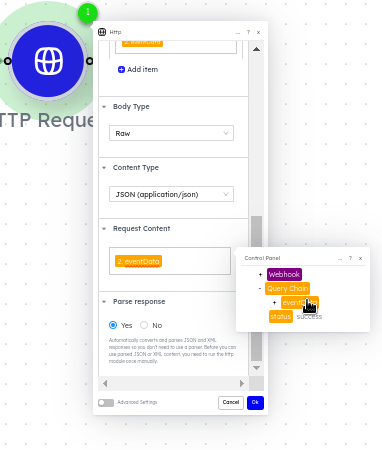 1
Http
... ? x
2. eventData
Add item
Body Type
Raw
Content Type
JSON (application/json)
Request Content
2. eventData
Parse response
Yes No
Automatically converts and parses JSON and XML
responses so you don't need to use a parser. Before you can
use parsed JSON or XML content, you need to run the http
module once manually.
Advanced Settings
Cancel
Ok
TTP Reque
Control Panel
... ? x
+ Webhook
- Query Chain
+ eventData
status success